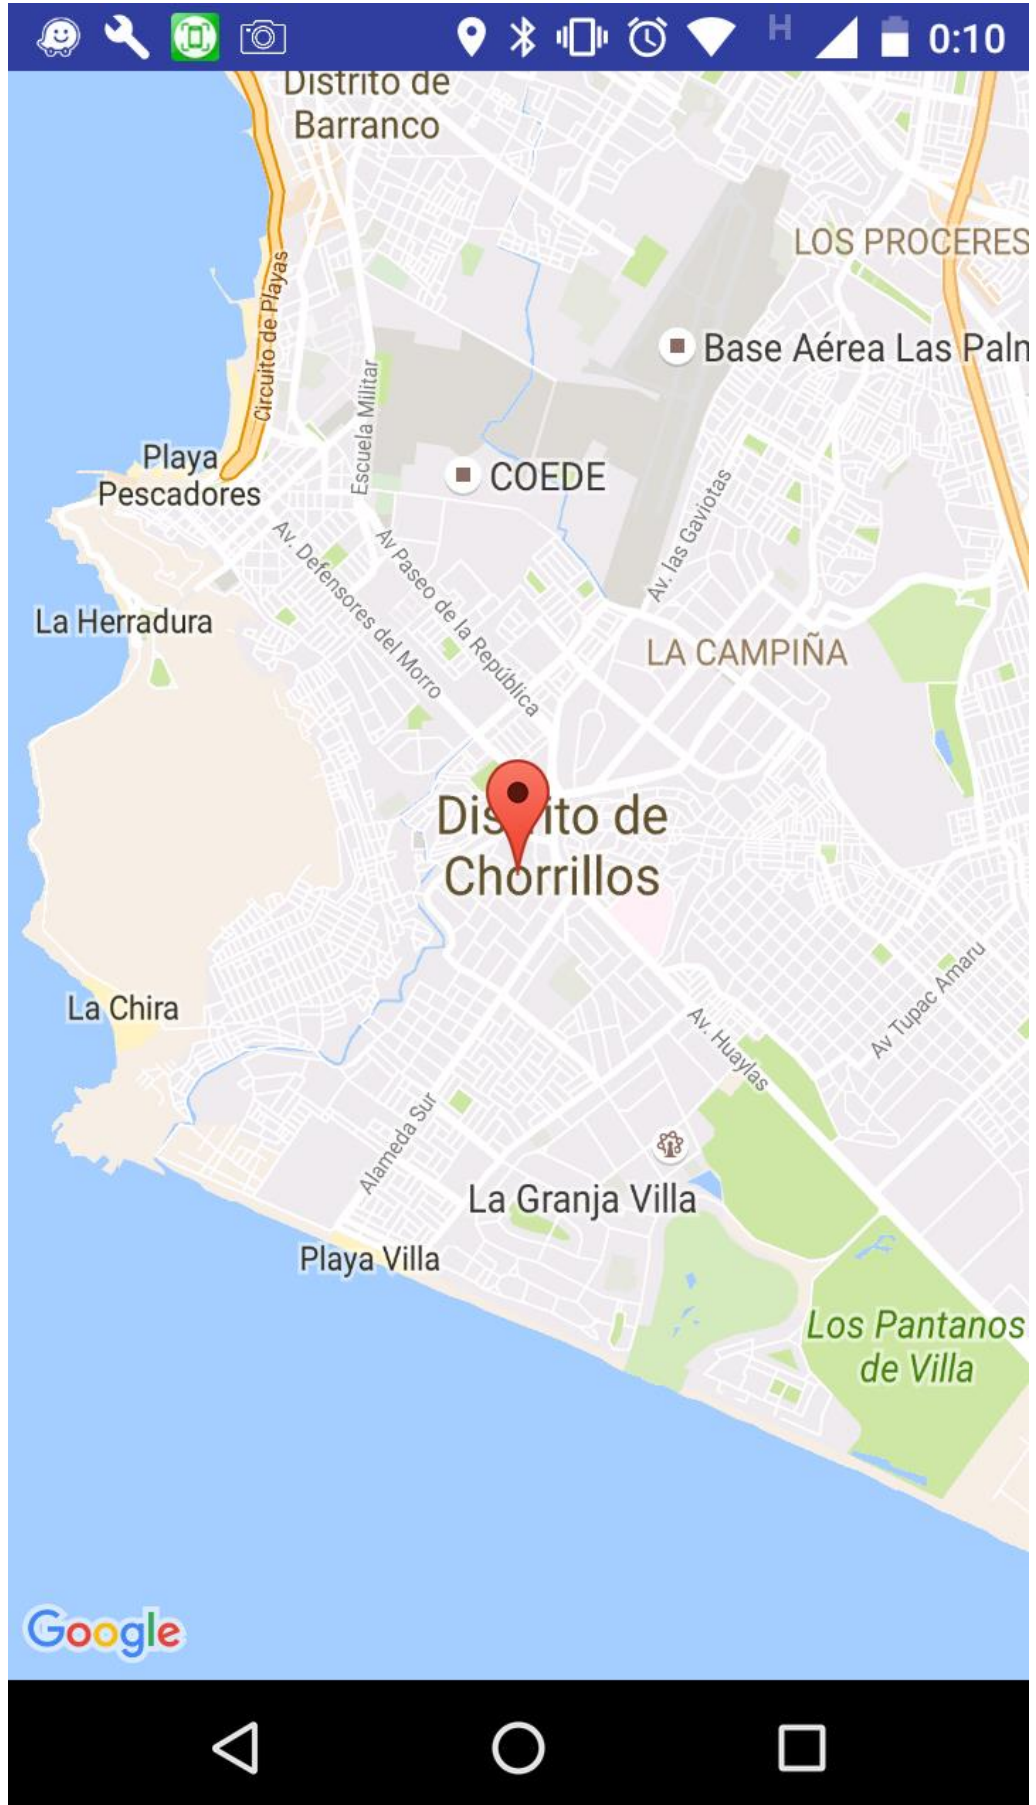 H
0:10
Distrito de
Barranco
LOS PROCERES
Circuito de Playas
Base Aérea Las Paln
Escuela Militar
Playa
Pescadores
COEDE
Av. las Gaviotas
Av. Defensores del Morro
Av Paseo de la República
La Herradura
LA CAMPIÑA
Distrito de
Chorrillos
La Chira
Av Tupac Amaru
Av. Huaylas
Alameda Sur
La Granja Villa
Playa Villa
Los Pantanos
de Villa
Google